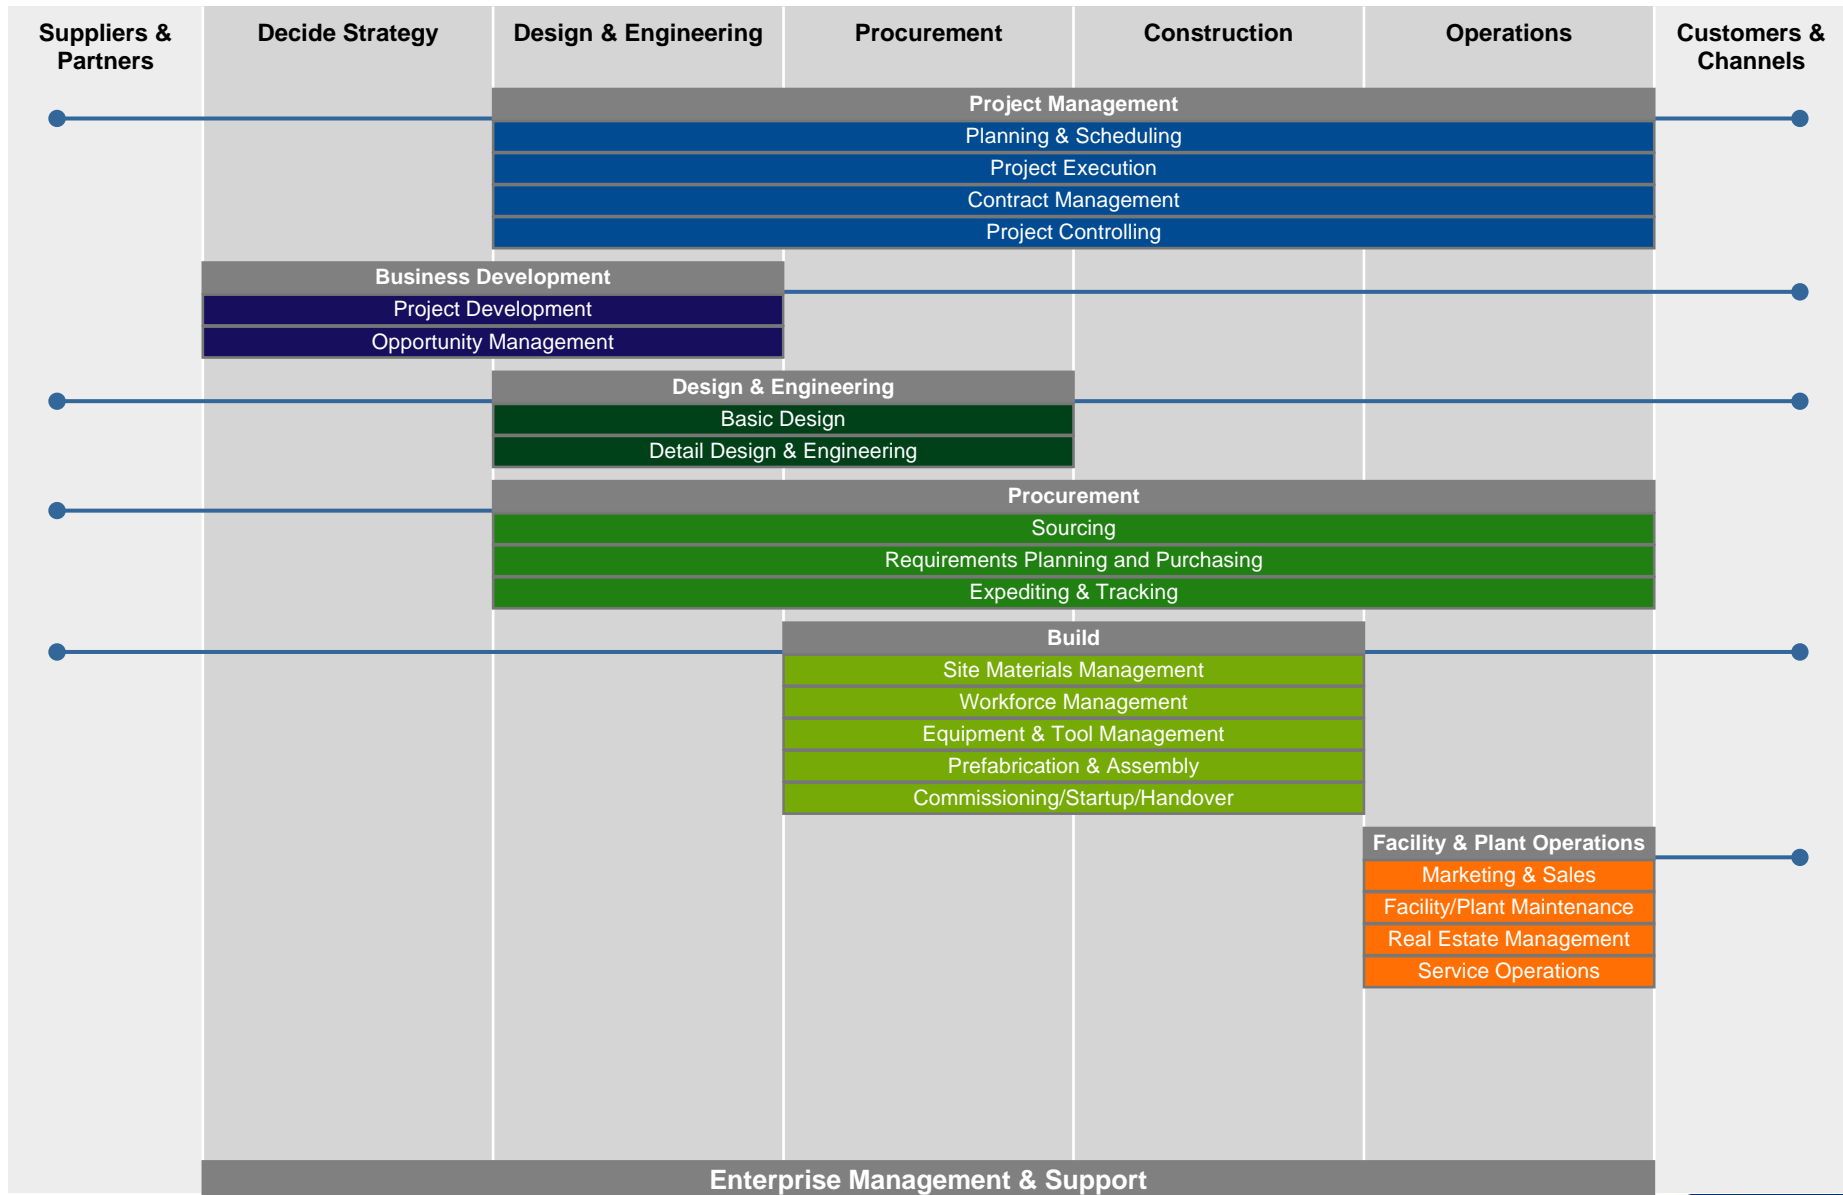 Suppliers &
Partners
Decide Strategy
Design & Engineering
Procurement
Construction
Operations
Customers &
Channels
Project Management
Planning & Scheduling
Project Execution
Contract Management
Project Controlling
Business Development
Project Development
Opportunity Management
Design & Engineering
Basic Design
Detail Design & Engineering
Procurement
Sourcing
Requirements Planning and Purchasing
Expediting & Tracking
Build
Site Materials Management
Workforce Management
Equipment & Tool Management
Prefabrication & Assembly
Commissioning/Startup/Handover
Facility & Plant Operations
Marketing & Sales
Facility/Plant Maintenance
Real Estate Management
Service Operations
Enterprise Management & Support